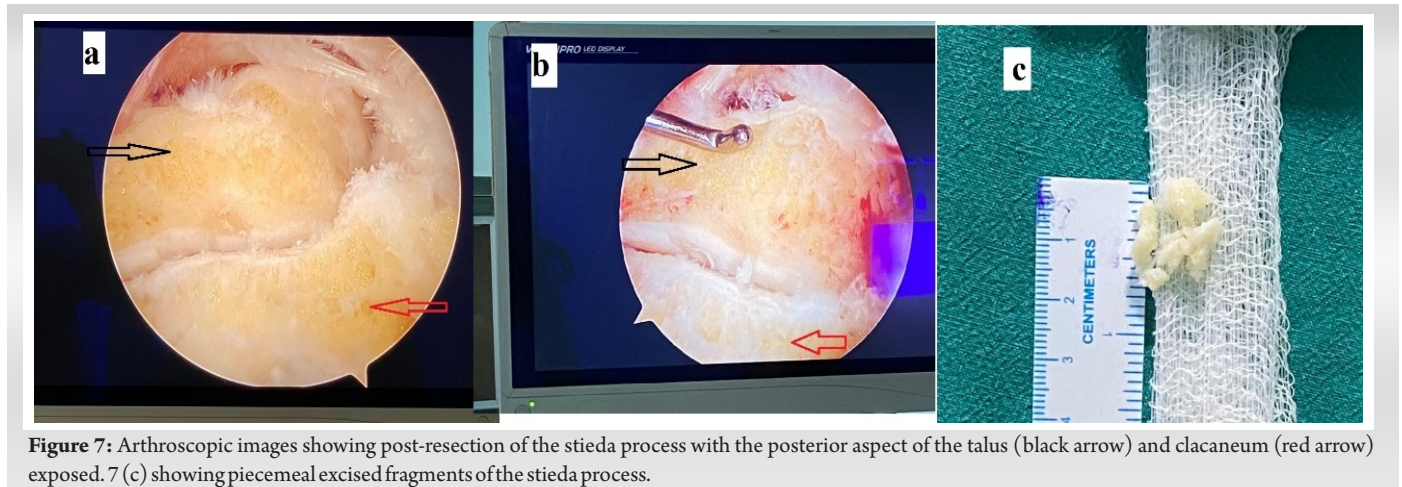 a
b
PRO LED DISPLAY
c
1
2
3
4
CENTIMETERS
Figure 7: Arthroscopic images showing post-resection of the stieda process with the posterior aspect of the talus (black arrow) and clacaneum (red arrow)
exposed. 7 (c) showing piecemeal excised fragments of the stieda process.